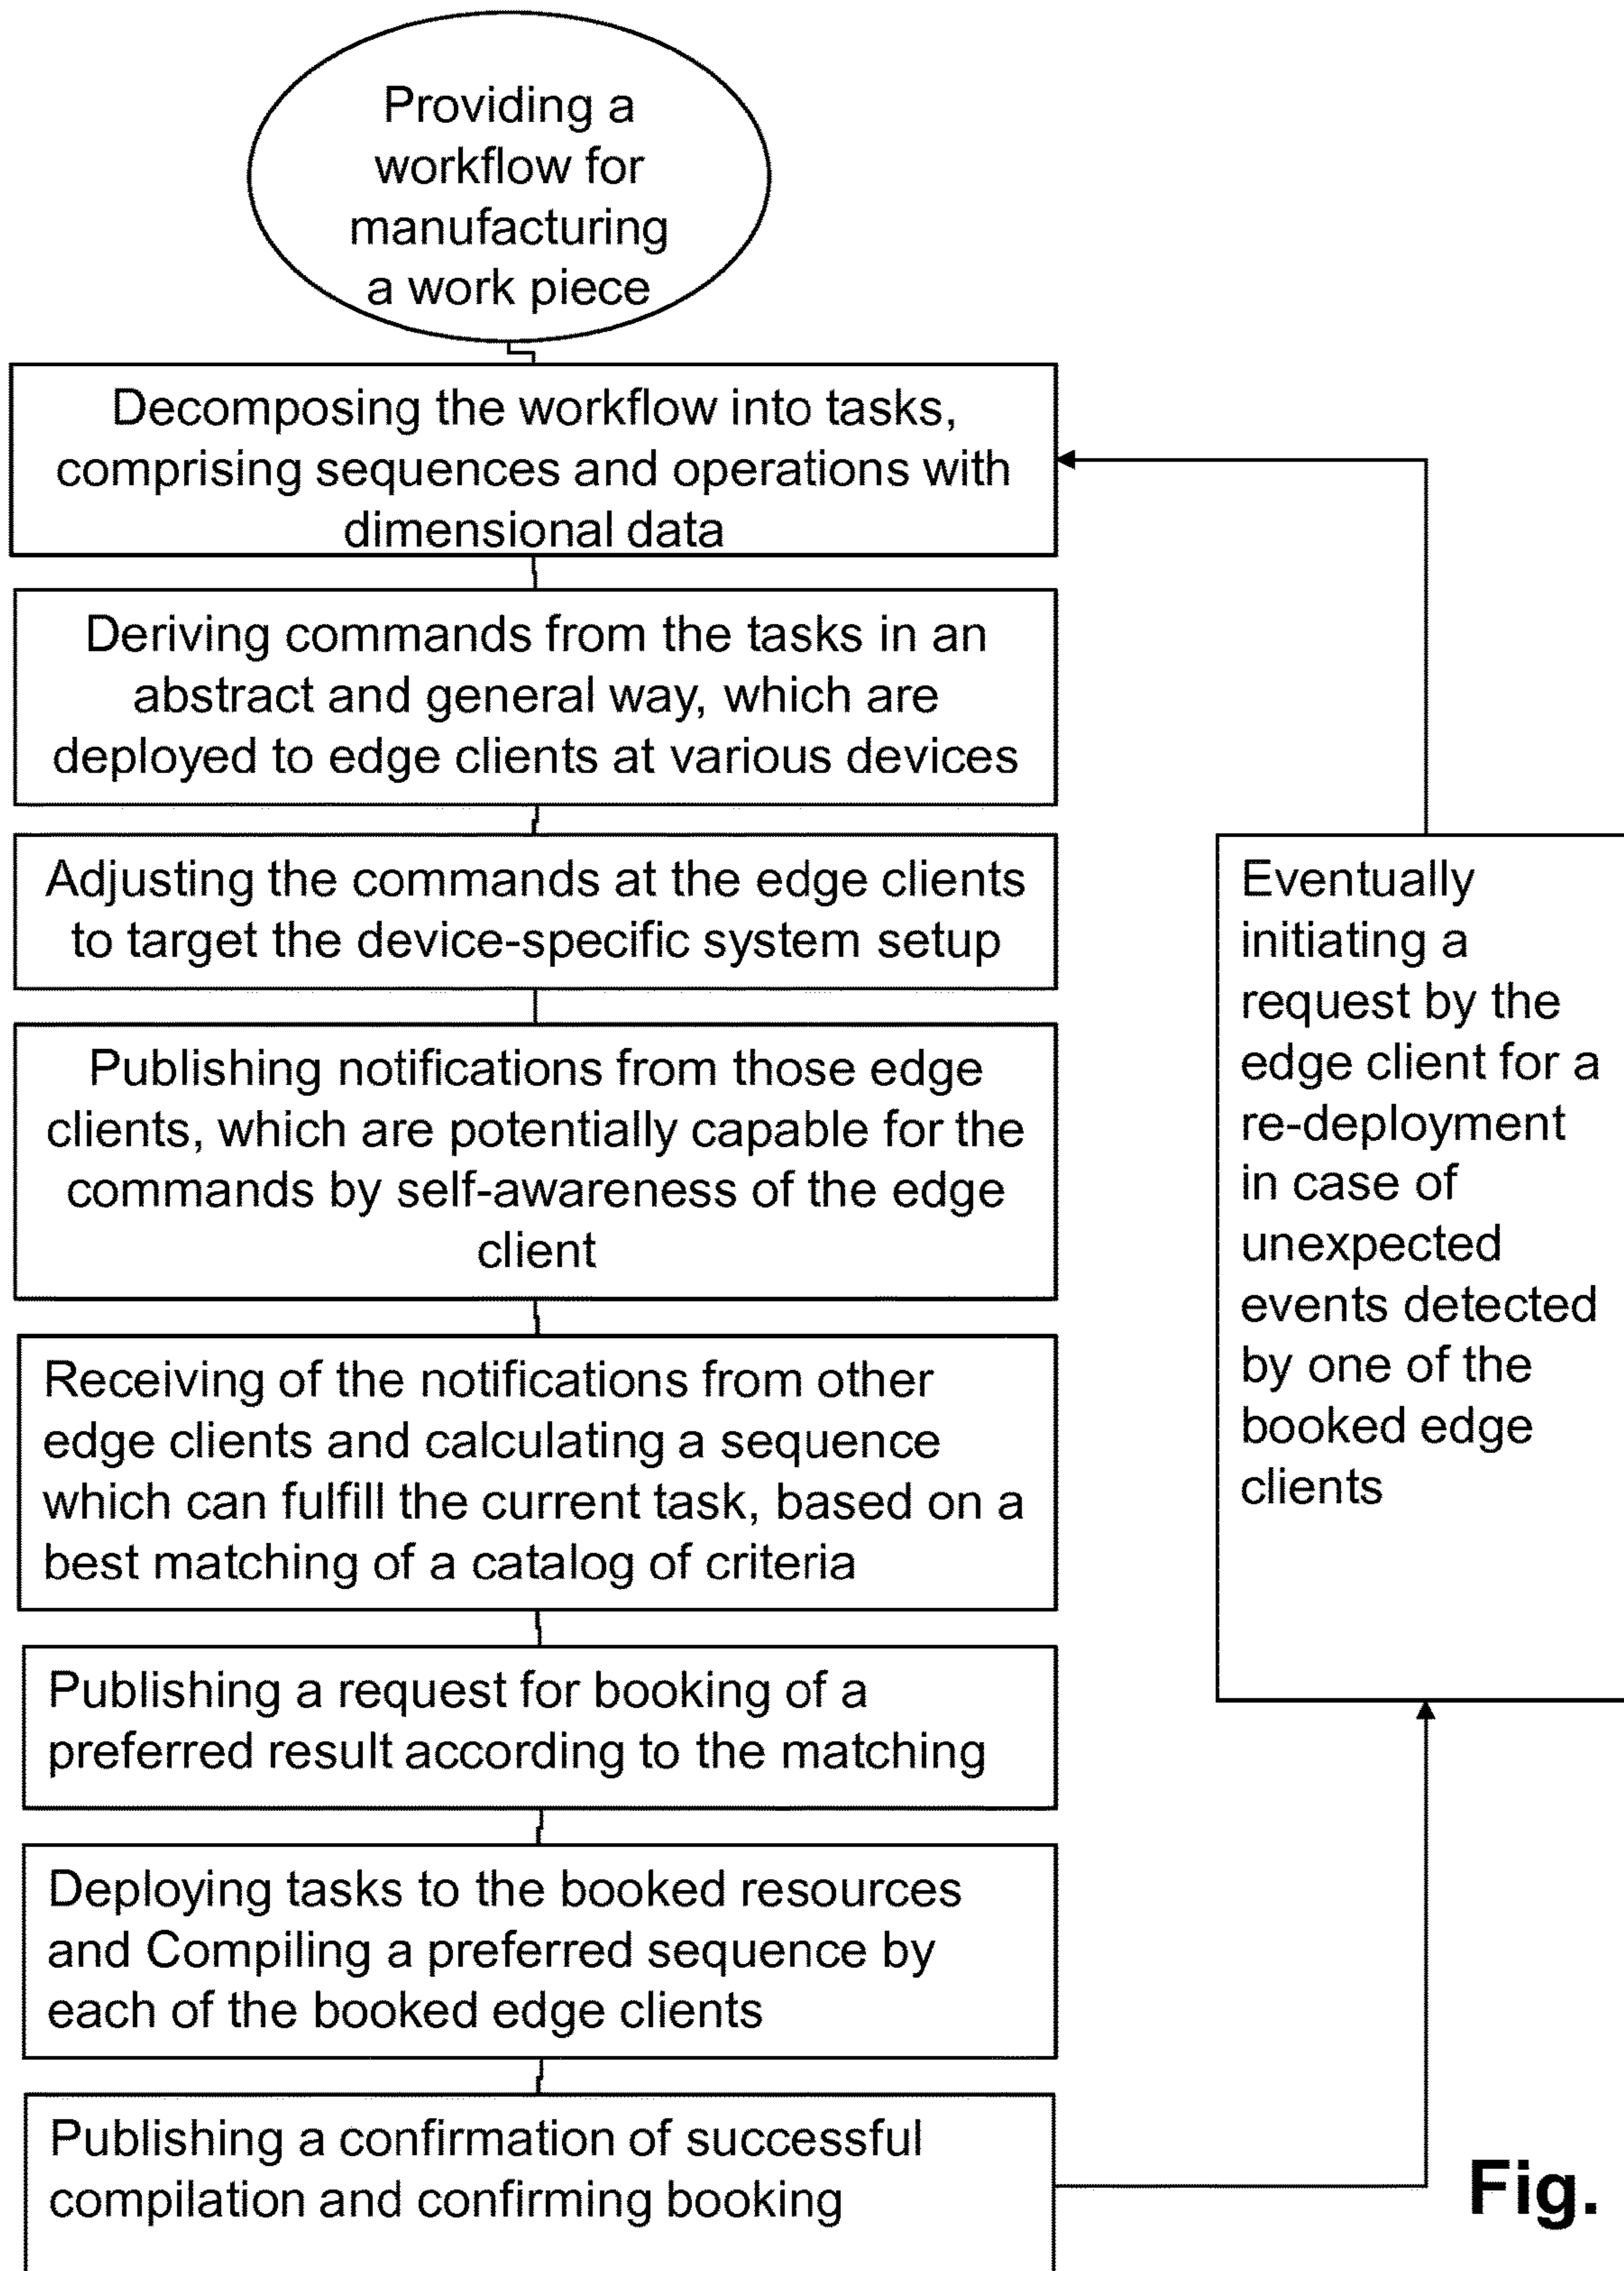 Providing a
workflow for
manufacturing
a work piece
Decomposing the workflow into tasks,
comprising sequences and operations with
dimensional data
Deriving commands from the tasks in an
abstract and general way, which are
deployed to edge clients at various devices
Adjusting the commands at the edge clients
to target the device-specific system setup
Publishing notifications from those edge
clients, which are potentially capable for the
commands by self-awareness of the edge
client
Receiving of the notifications from other
edge clients and calculating a sequence
which can fulfill the current task, based on a
best matching of a catalog of criteria
Publishing a request for booking of a
preferred result according to the matching
Deploying tasks to the booked resources
and Compiling a preferred sequence by
each of the booked edge clients
Publishing a confirmation of successful
compilation and confirming booking
Eventually
initiating a
request by the
edge client for a
re-deployment
in case of
unexpected
events detected
by one of the
booked edge
clients
Fig.